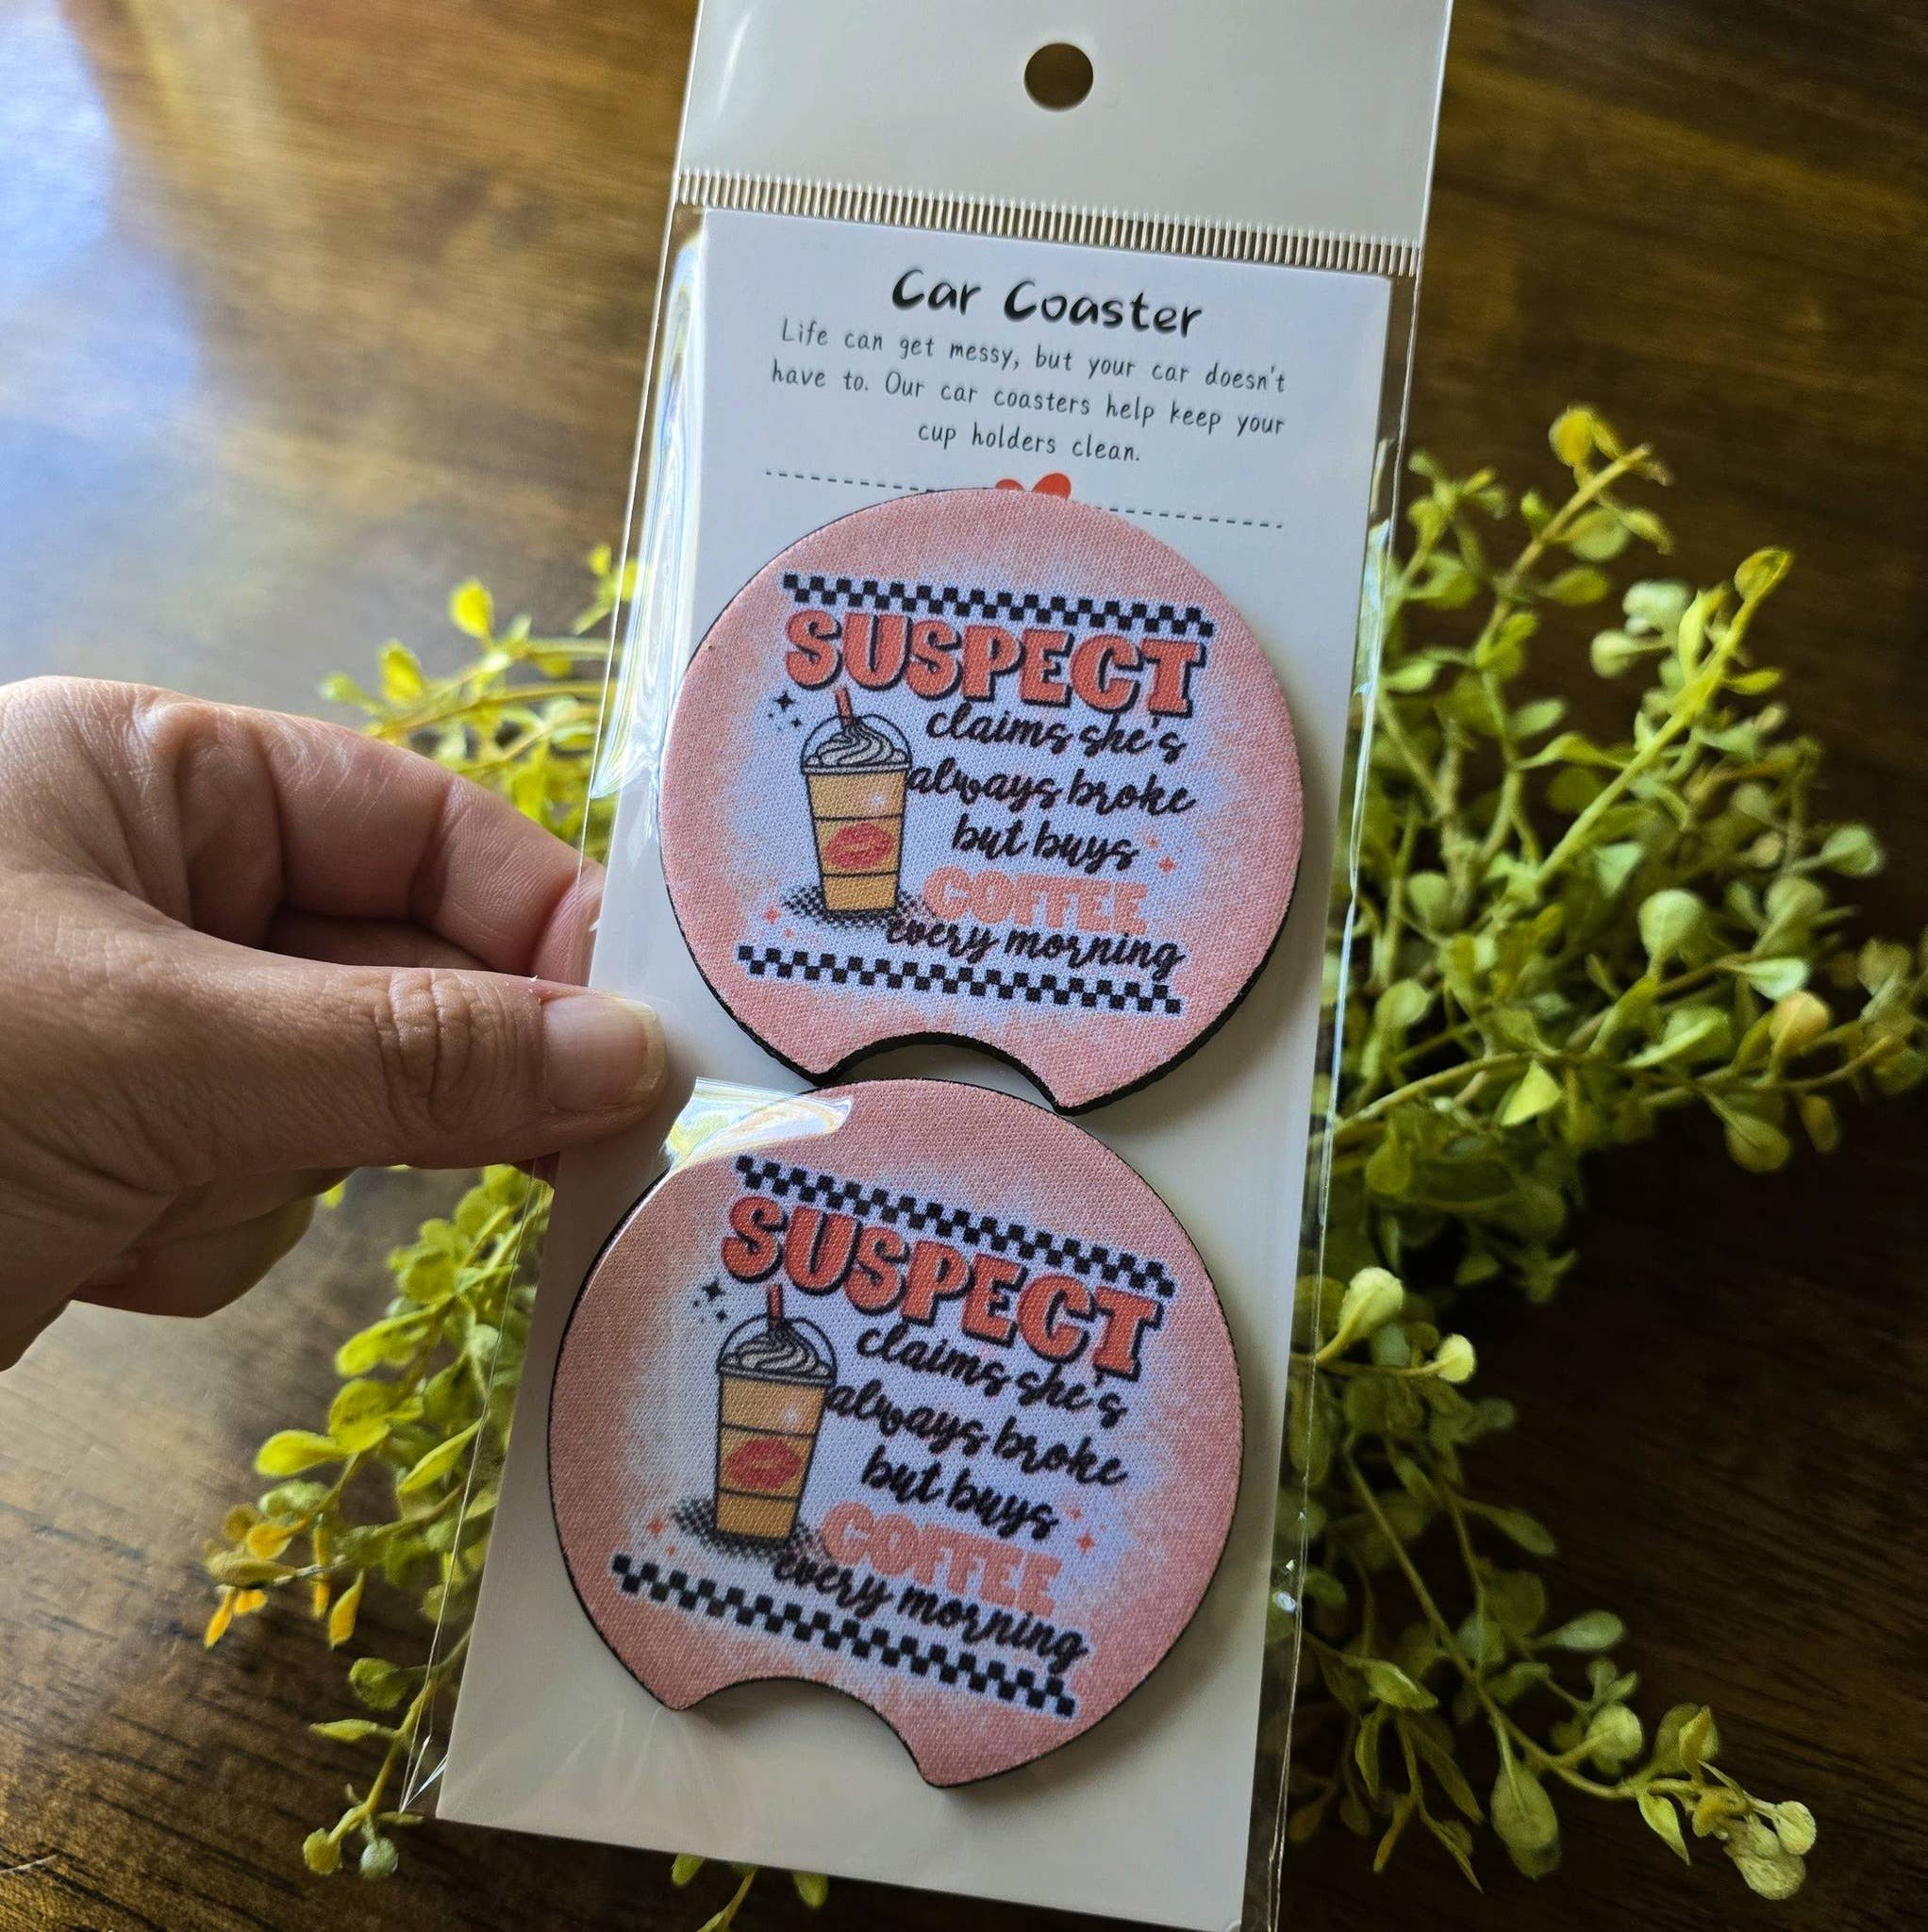 Car Coaster
Life can get messy, but your car doesn't
have to. Our car coasters help keep your
cup holders clean.
SUSPECT
claims she's
always broke
but buys
COFFEE
every morning
SUSPECT
claims she's
always broke
but buys
COFFEE
every morning